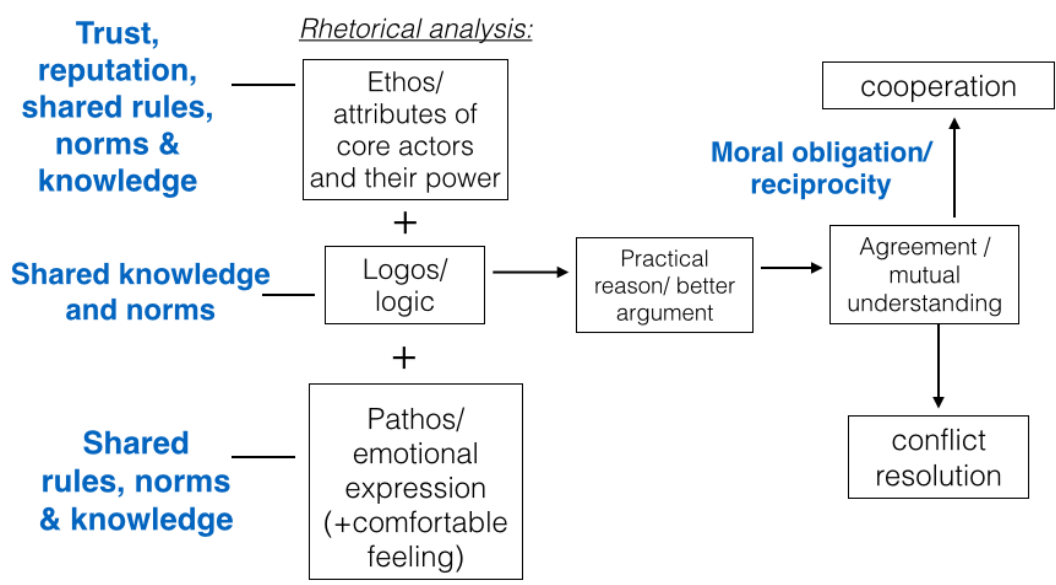 Rhetorical analysis:
Trust,
reputation,
shared rules,
norms &
knowledge
Ethos/
attributes of
core actors
and their power
+
Shared knowledge
and norms
Logos/
logic
+
Shared
rules, norms
& knowledge
Pathos/
emotional
expression
(+comfortable
feeling)
Practical
reason/ better
argument
Agreement /
mutual
understanding
Moral obligation/
reciprocity
cooperation
conflict
resolution